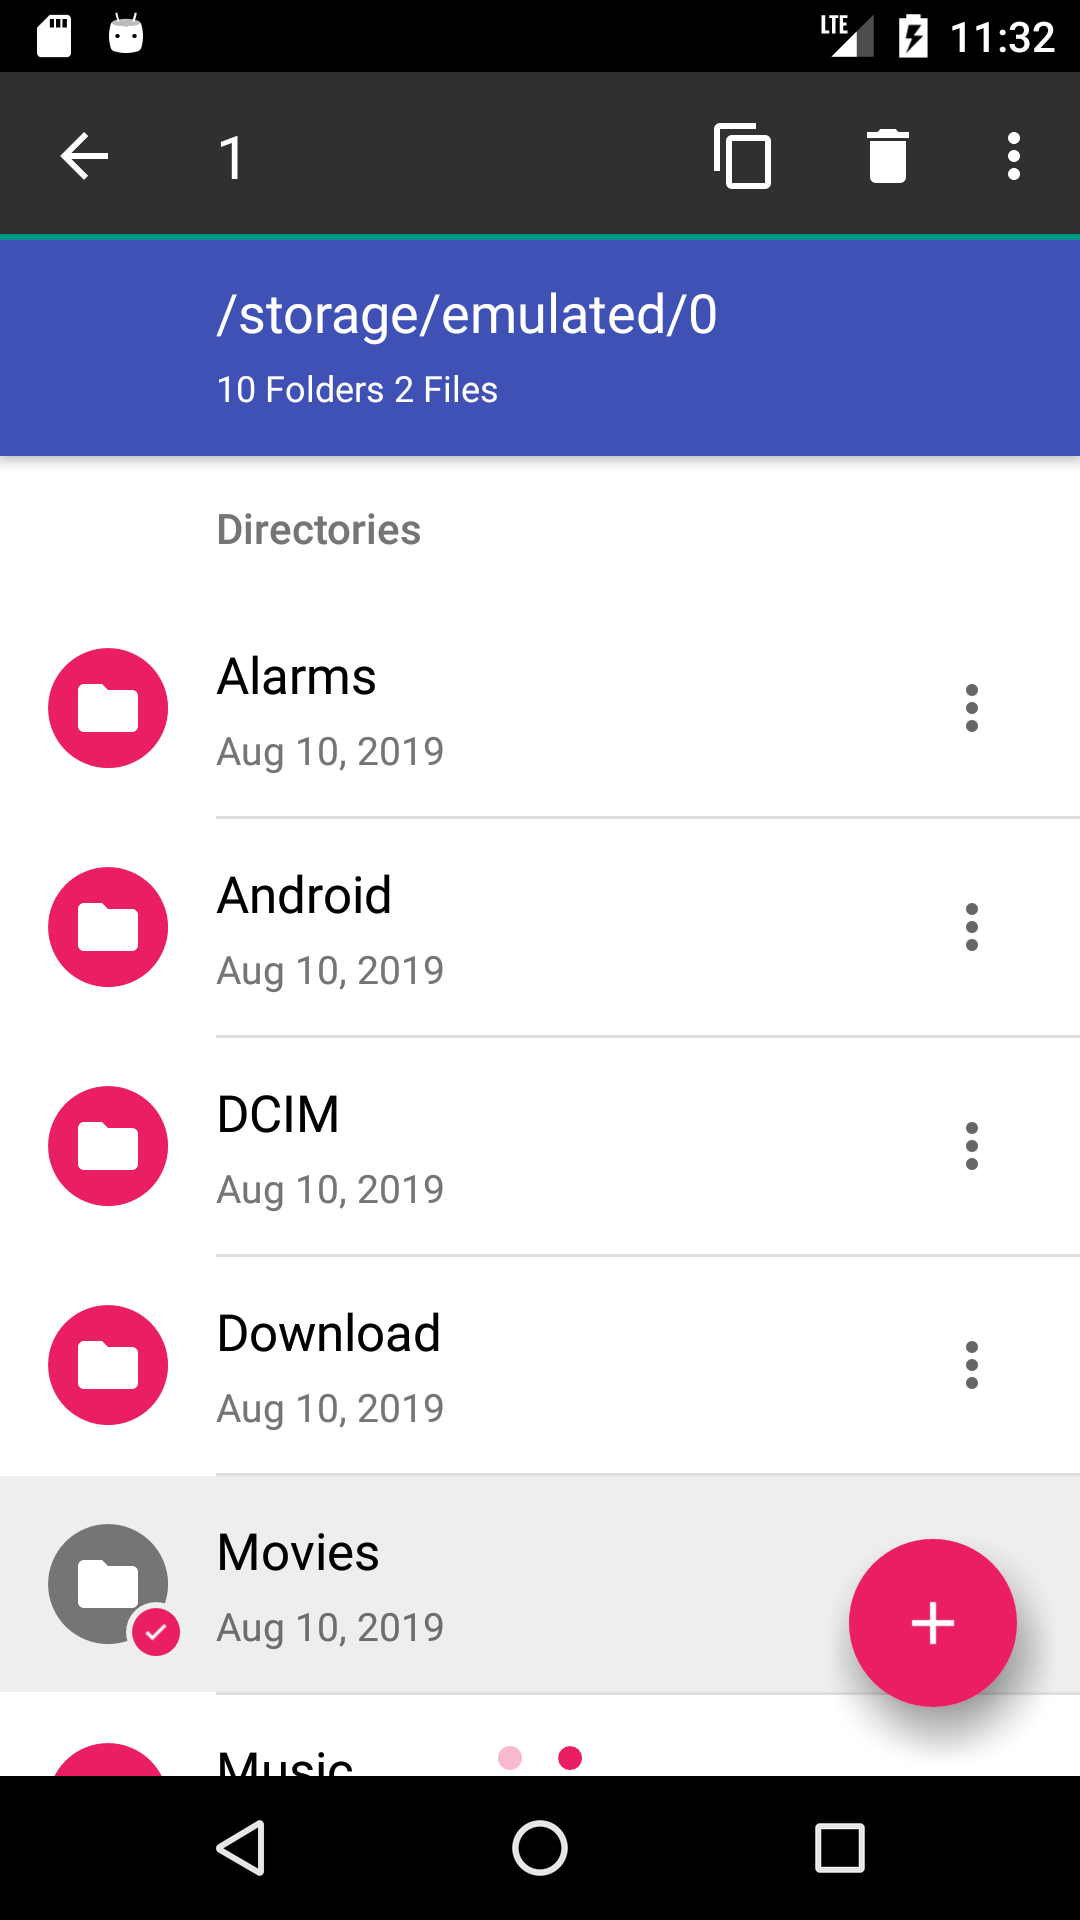 LTE 11:32
1
/storage/emulated/0
10 Folders 2 Files
Directories
Alarms
Aug 10, 2019
Android
Aug 10, 2019
DCIM
Aug 10, 2019
Download
Aug 10, 2019
Movies
Aug 10, 2019
Music